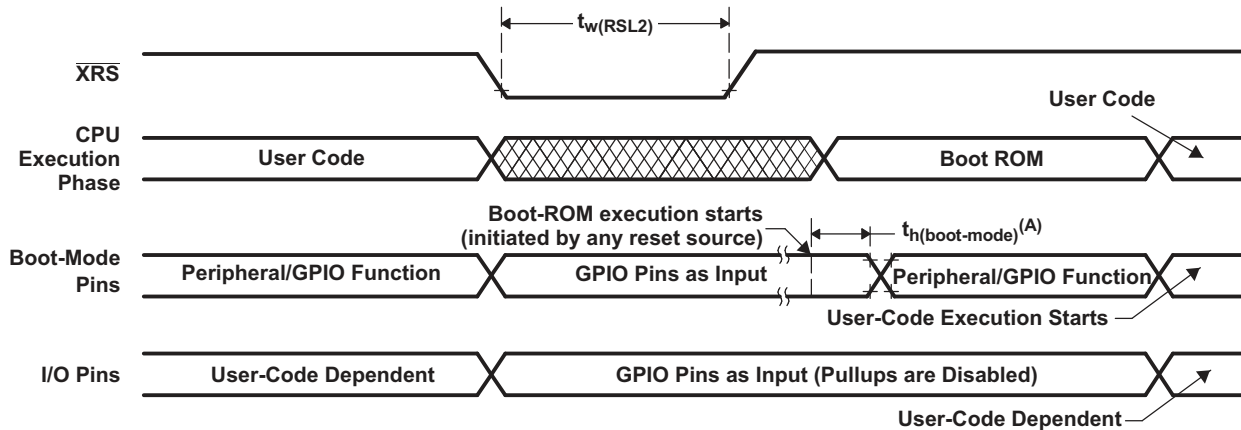 tw(RSL2)
XRS
User Code
CPU
Execution
Phase
User Code
Boot ROM
Boot-ROM execution starts
(initiated by any reset source)
th(boot-mode)(A)
Boot-Mode
Pins
Peripheral/GPIO Function
GPIO Pins as Input
Peripheral/GPIO Function
User-Code Execution Starts
I/O Pins
User-Code Dependent
GPIO Pins as Input (Pullups are Disabled)
User-Code Dependent